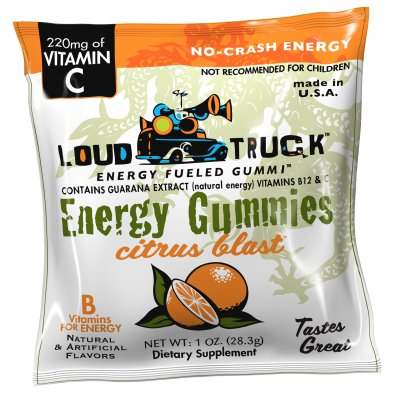 220mg of
VITAMIN
C
NO-CRASH ENERGY
NOT RECOMMENDED FOR CHILDREN
made in
U.S.A.
LOUD TRUCK™
ENERGY FUELED GUMMI™
CONTAINS GUARANA EXTRACT (natural energy) VITAMINS B12 & C
Energy Gummies
citrus blast™
B
Vitamins
FOR ENERGY
NATURAL
& ARTIFICIAL
FLAVORS
NET WT: 1 OZ. (28.3g)
Dietary Supplement
Tastes
Great